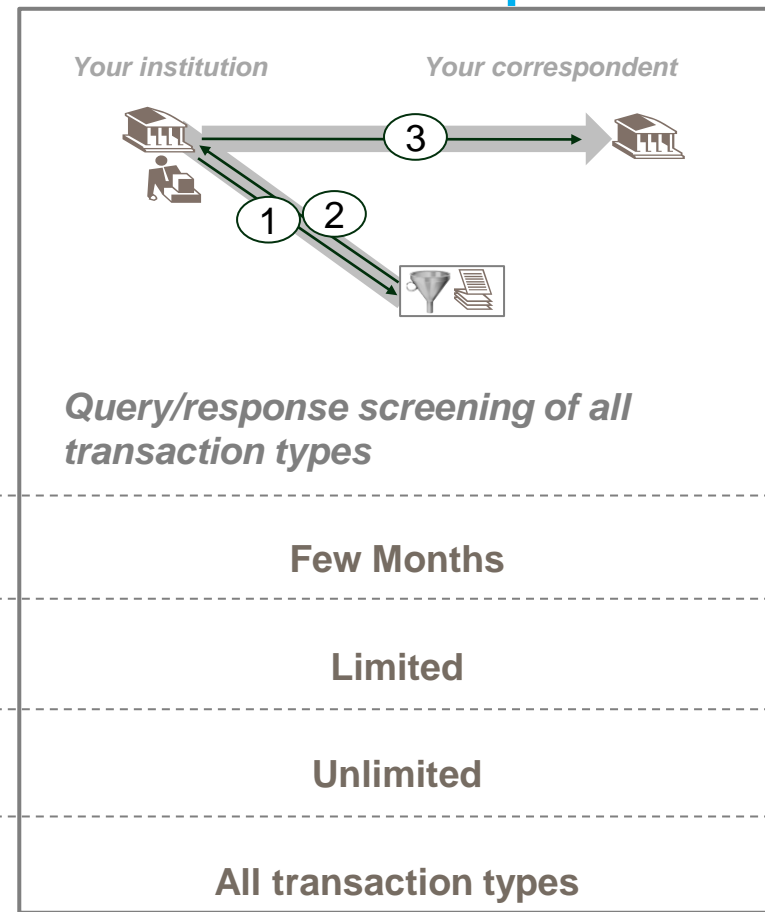 Your institution
Your correspondent
3
1
2
Query/response screening of all
transaction types
Few Months
Limited
Unlimited
All transaction types